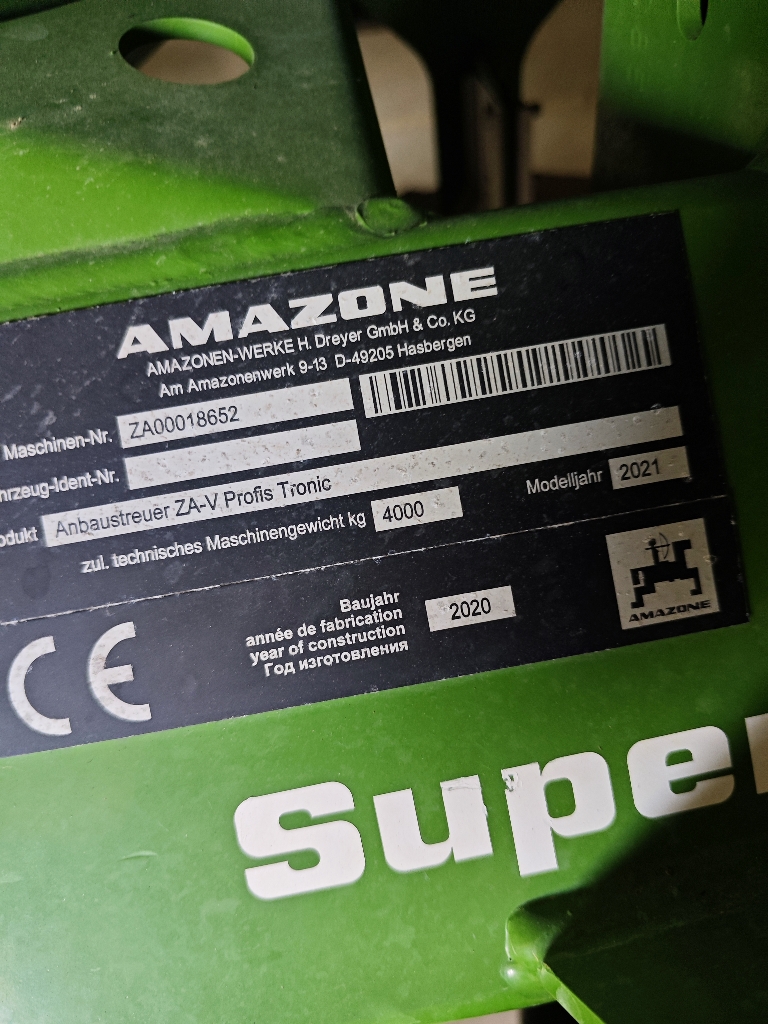 AMAZONE
AMAZONEN-WERKE H. Dreyer GmbH & Co. KG
Am Amazonenwerk 9-13 D-49205 Hasbergen
Maschinen-Nr. ZA00018652
hrzeug-Ident-Nr.
odukt Anbaustreuer ZA-V Profis Tronic
zul. technisches Maschinengewicht kg 4000
Modelljahr 2021
CE
Baujahr
année de fabrication
year of construction
Год изготовления
2020
AMAZONE
Super